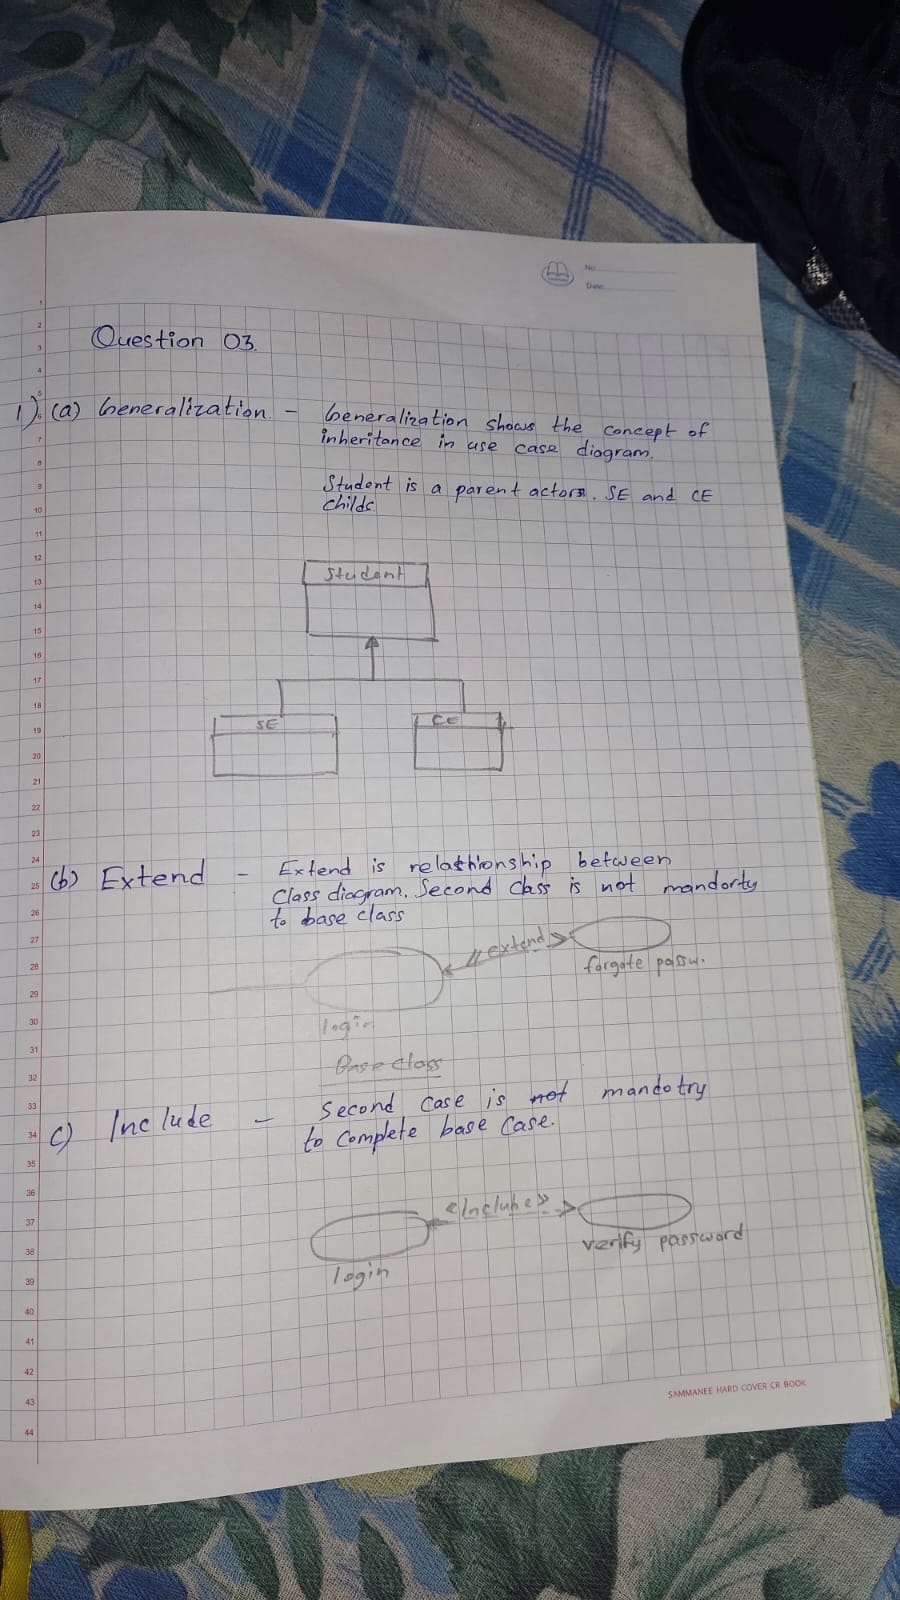 No:
Date:
Question 03.
1). (a) Generalization. - Generalization shows the concept of
inheritance in use case diagram.
Student is a parent actors. SE and CE
childs.
Student
SE
CE
(b) Extend - Extend is relationship between
Class diagram. Second class is not mandorty
to base class
<<extend>>
forgote passw.
login
Base Class
c) Include - Second case is not mandotry
to complete base case.
<<Include>>
verify password
login
SAMMANEE HARD COVER CR BOOK
1
2
3
4
5
6
7
8
9
10
11
12
13
14
15
16
17
18
19
20
21
22
23
24
25
26
27
28
29
30
31
32
33
34
35
36
37
38
39
40
41
42
43
44